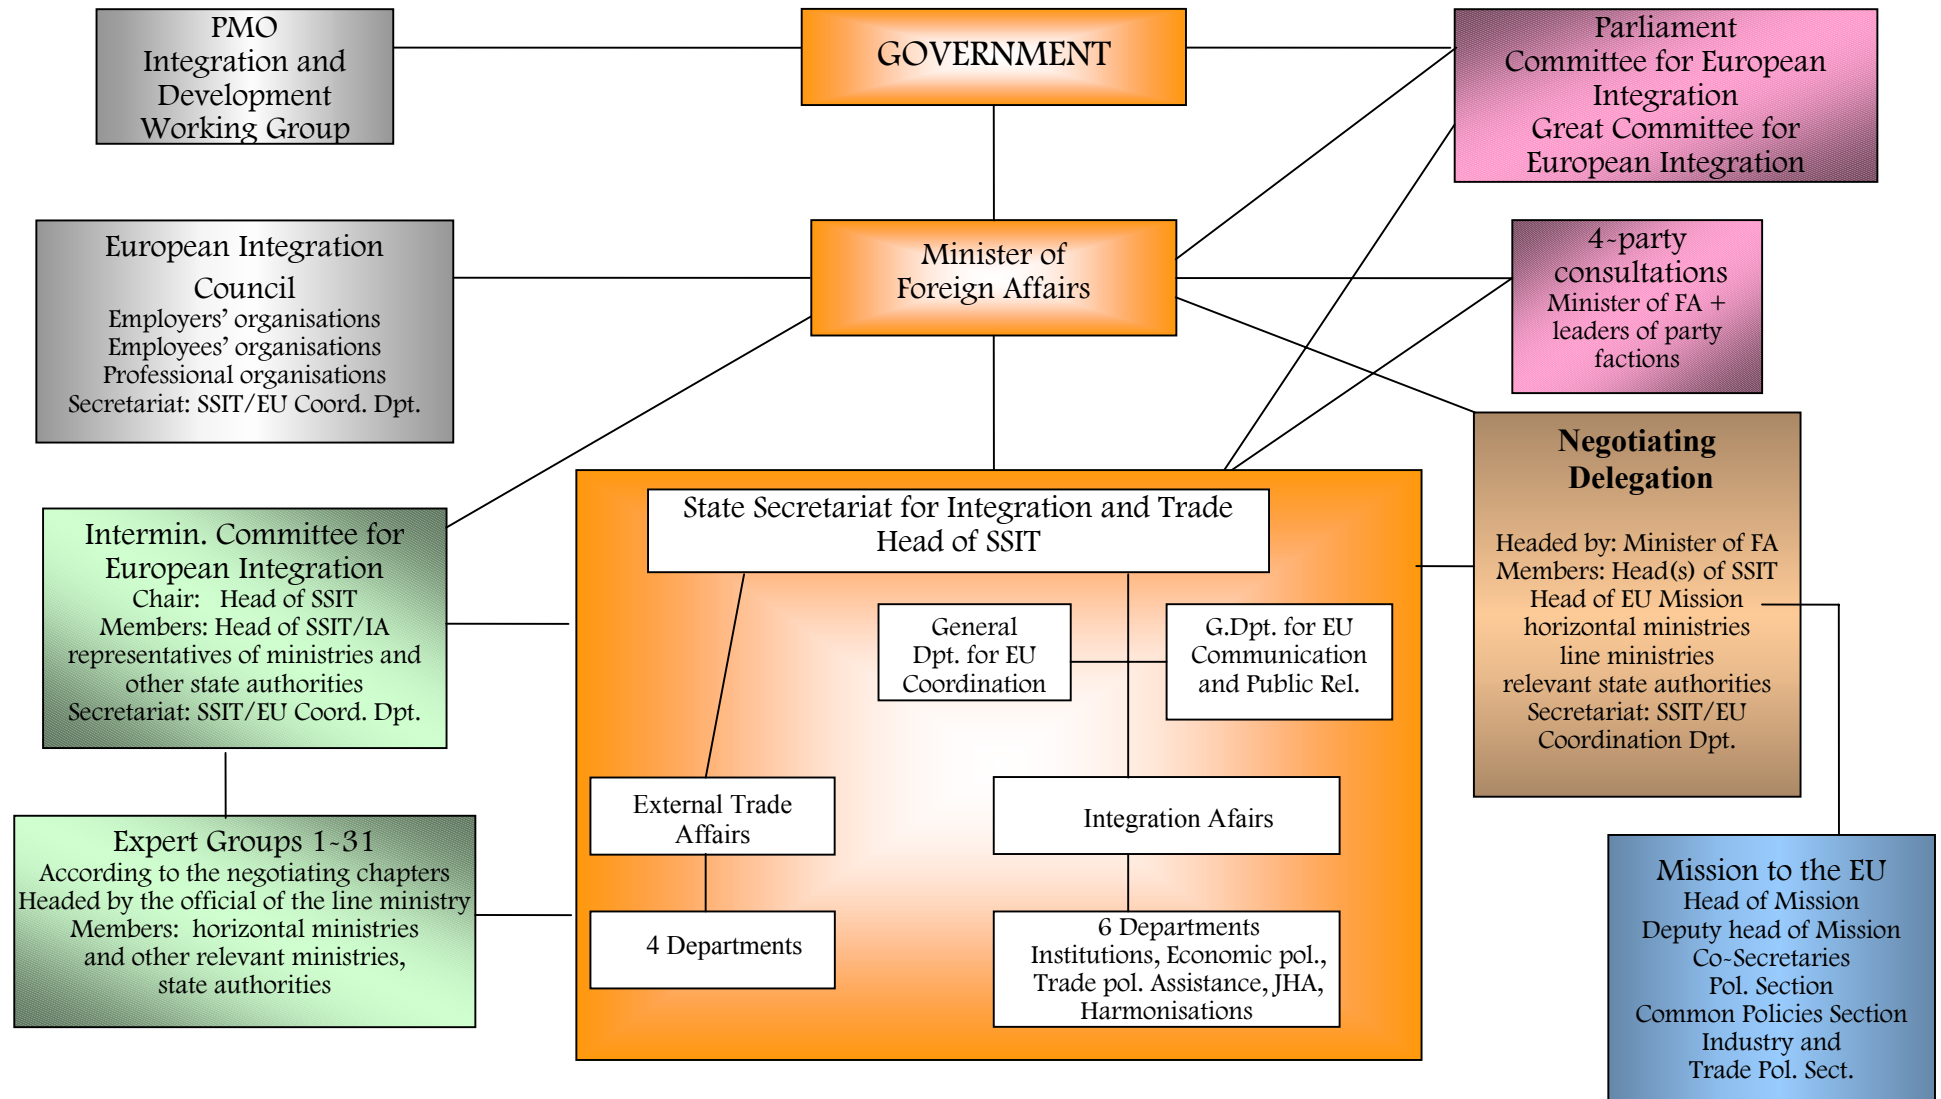 PMO
Integration and
Development
Working Group
GOVERNMENT
Parliament
Committee for European
Integration
Great Committee for
European Integration
European Integration
Council
Employers' organisations
Employees' organisations
Professional organisations
Secretariat: SSIT/EU Coord. Dpt.
Minister of
Foreign Affairs
4-party
consultations
Minister of FA +
leaders of party
factions
Negotiating
Delegation
Headed by: Minister of FA
Members: Head(s) of SSIT
Head of EU Mission
horizontal ministries
line ministries
relevant state authorities
Secretariat: SSIT/EU
Coordination Dpt.
State Secretariat for Integration and Trade
Head of SSIT
Intermin. Committee for
European Integration
Chair: Head of SSIT
Members: Head of SSIT/IA
representatives of ministries and
other state authorities
Secretariat: SSIT/EU Coord. Dpt.
General
Dpt. for EU
Coordination
G.Dpt. for EU
Communication
and Public Rel.
External Trade
Affairs
Integration Afairs
Expert Groups 1-31
According to the negotiating chapters
Headed by the official of the line ministry
Members: horizontal ministries
and other relevant ministries,
state authorities
4 Departments
6 Departments
Institutions, Economic pol.,
Trade pol. Assistance, JHA,
Harmonisations
Mission to the EU
Head of Mission
Deputy head of Mission
Co-Secretaries
Pol. Section
Common Policies Section
Industry and
Trade Pol. Sect.